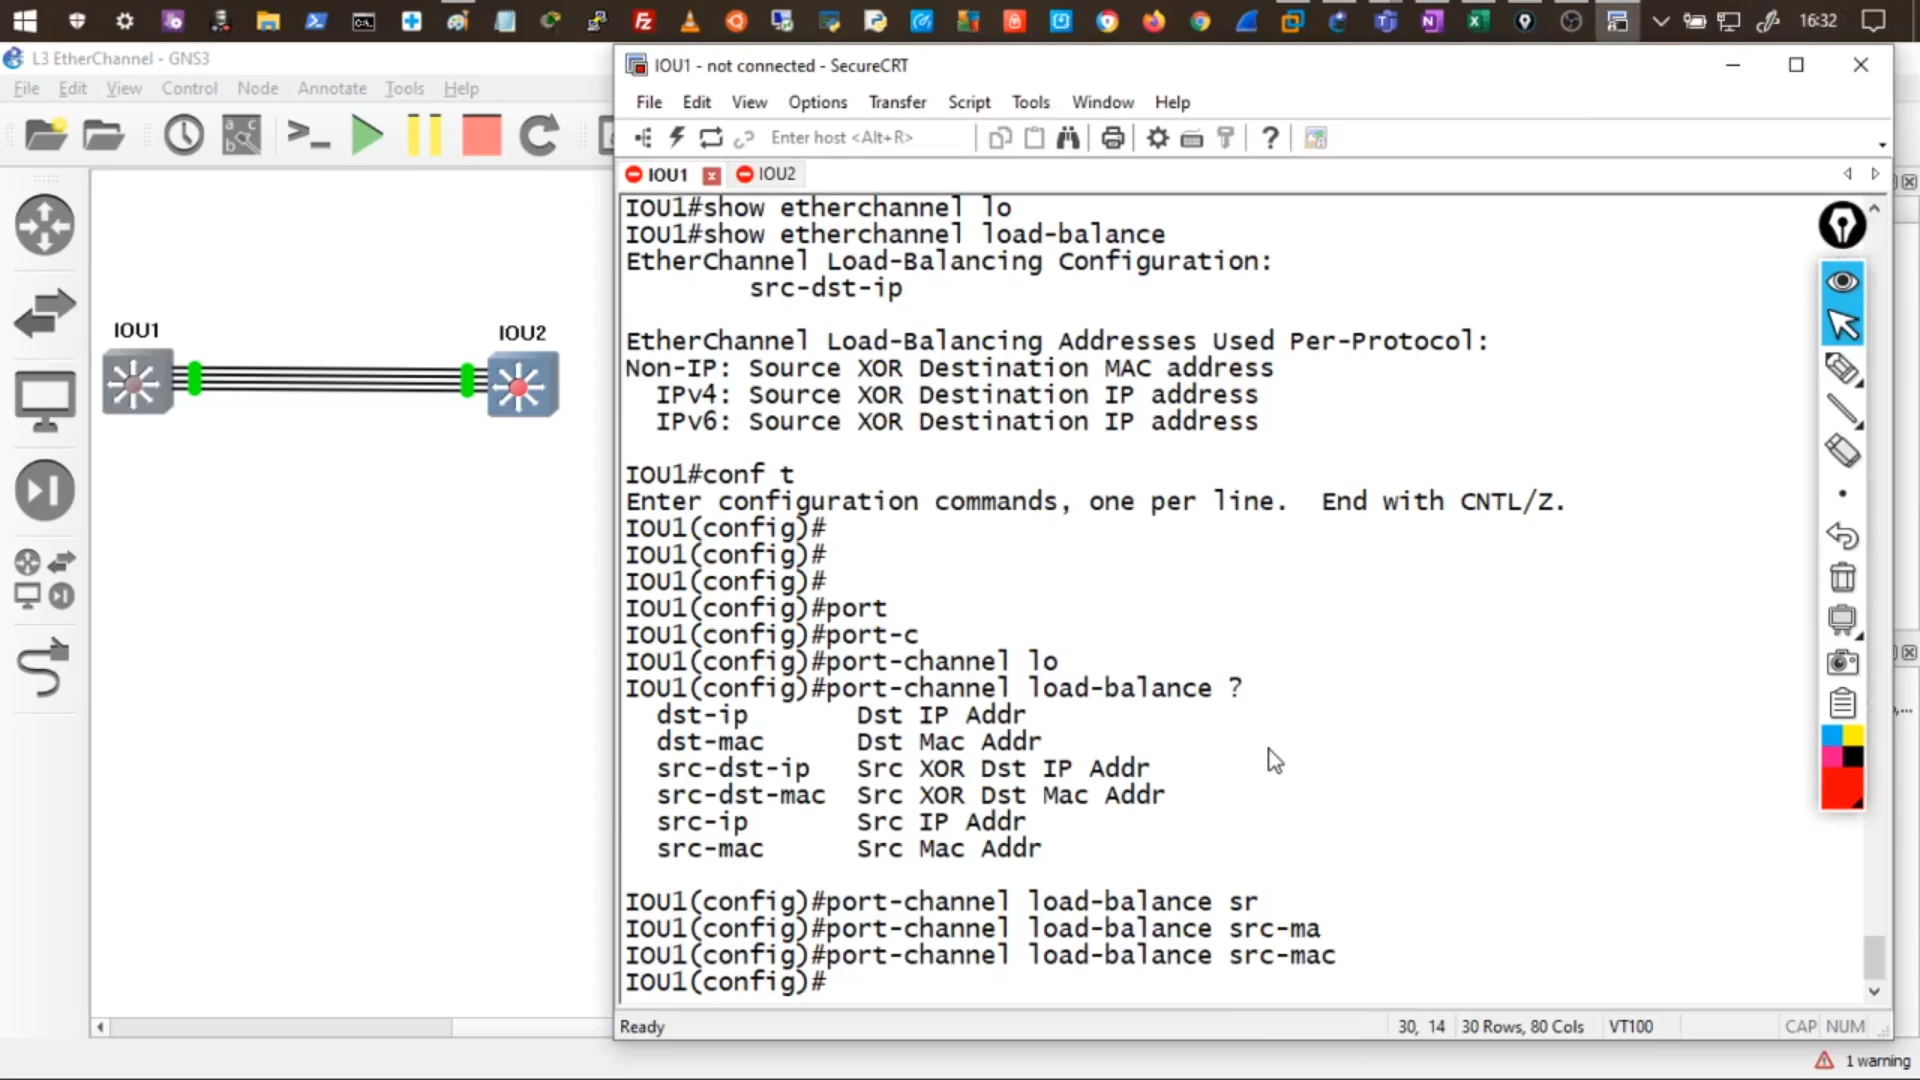 16:32
L3 EtherChannel - GNS3
File Edit View Control Node Annotate Tools Help
IOU1
IOU2
IOU1 - not connected - SecureCRT
File Edit View Options Transfer Script Tools Window Help
Enter host <Alt+R>
IOU1 IOU2
IOU1#show etherchannel lo
IOU1#show etherchannel load-balance
EtherChannel Load-Balancing Configuration:
src-dst-ip
EtherChannel Load-Balancing Addresses Used Per-Protocol:
Non-IP: Source XOR Destination MAC address
IPv4: Source XOR Destination IP address
IPv6: Source XOR Destination IP address
IOU1#conf t
Enter configuration commands, one per line.  End with CNTL/Z.
IOU1(config)#
IOU1(config)#
IOU1(config)#
IOU1(config)#port
IOU1(config)#port-c
IOU1(config)#port-channel lo
IOU1(config)#port-channel load-balance ?
dst-ip       Dst IP Addr
dst-mac      Dst Mac Addr
src-dst-ip   Src XOR Dst IP Addr
src-dst-mac  Src XOR Dst Mac Addr
src-ip       Src IP Addr
src-mac      Src Mac Addr
IOU1(config)#port-channel load-balance sr
IOU1(config)#port-channel load-balance src-ma
IOU1(config)#port-channel load-balance src-mac
IOU1(config)#
Ready 30, 14 30 Rows, 80 Cols VT100 CAP NUM
1 warning